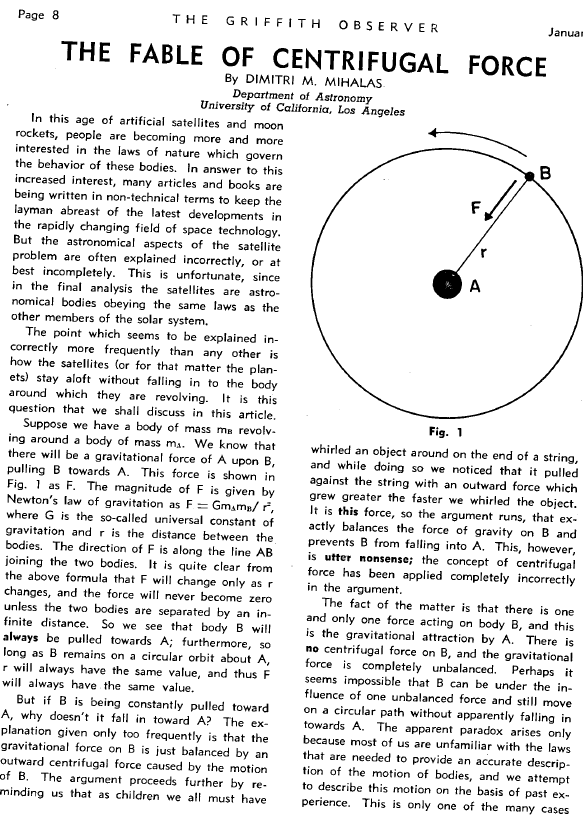 Page 8
THE GRIFFITH OBSERVER
Januar
THE FABLE OF CENTRIFUGAL FORCE
By DIMITRI M. MIHALAS
Department of Astronomy
University of California, Los Angeles
In this age of artificial satellites and moon
rockets, people are becoming more and more
interested in the laws of nature which govern
the behavior of these bodies. In answer to this
increased interest, many articles and books are
being written in non-technical terms to keep the
layman abreast of the latest developments in
the rapidly changing field of space technology.
But the astronomical aspects of the satellite
problem are often explained incorrectly, or at
best incompletely. This is unfortunate, since
in the final analysis the satellites are astro-
nomical bodies obeying the same laws as the
other members of the solar system.
The point which seems to be explained in-
correctly more frequently than any other is
how the satellites (or for that matter the plan-
ets) stay aloft without falling in to the body
around which they are revolving. It is this
question that we shall discuss in this article.
Suppose we have a body of mass mB revolv-
ing around a body of mass mA. We know that
there will be a gravitational force of A upon B,
pulling B towards A. This force is shown in
Fig. 1 as F. The magnitude of F is given by
Newton's law of gravitation as F = GmAmB/ r²,
where G is the so-called universal constant of
gravitation and r is the distance between the
bodies. The direction of F is along the line AB
joining the two bodies. It is quite clear from
the above formula that F will change only as r
changes, and the force will never become zero
unless the two bodies are separated by an in-
finite distance. So we see that body B will
always be pulled towards A; furthermore, so
long as B remains on a circular orbit about A,
r will always have the same value, and thus F
will always have the same value.
But if B is being constantly pulled toward
A, why doesn't it fall in toward A? The ex-
planation given only too frequently is that the
gravitational force on B is just balanced by an
outward centrifugal force caused by the motion
of B. The argument proceeds further by re-
minding us that as children we all must have
B
F
r
A
Fig. 1
whirled an object around on the end of a string,
and while doing so we noticed that it pulled
against the string with an outward force which
grew greater the faster we whirled the object.
It is this force, so the argument runs, that ex-
actly balances the force of gravity on B and
prevents B from falling into A. This, however,
is utter nonsense; the concept of centrifugal
force has been applied completely incorrectly
in the argument.
The fact of the matter is that there is one
and only one force acting on body B, and this
is the gravitational attraction by A. There is
no centrifugal force on B, and the gravitational
force is completely unbalanced. Perhaps it
seems impossible that B can be under the in-
fluence of one unbalanced force and still move
on a circular path without apparently falling in
towards A. The apparent paradox arises only
because most of us are unfamiliar with the laws
that are needed to provide an accurate descrip-
tion of the motion of bodies, and we attempt
to describe this motion on the basis of past ex-
perience. This is only one of the many cases